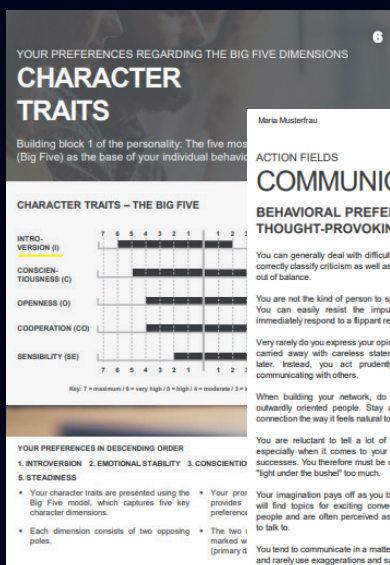 6
YOUR PREFERENCES REGARDING THE BIG FIVE DIMENSIONS
CHARACTER
TRAITS
Building block 1 of the personality: The five mos
(Big Five) as the base of your individual behavio
CHARACTER TRAITS – THE BIG FIVE
7 6 5 4 3 2 1 1 2 3
INTRO-
VERSION (I)
CONSCIEN-
TIOUSNESS (C)
OPENNESS (O)
COOPERATION (CO)
SENSIBILITY (SE)
7 6 5 4 3 2 1 1 2 3
Key: 7 = maximum / 6 = very high / 5 = high / 4 = moderate / 3 =
YOUR PREFERENCES IN DESCENDING ORDER
1. INTROVERSION 2. EMOTIONAL STABILITY 3. CONSCIENTIO
5. STEADINESS
• Your character traits are presented using the
Big Five model, which captures five key
character dimensions.
• Each dimension consists of two opposing
poles.
• Your pror
provides
preference
• The two
marked w
(primary d
Maria Musterfrau
ACTION FIELDS
COMMUNIC
BEHAVIORAL PREFE
THOUGHT-PROVOKIN
You can generally deal with difficult
correctly classify criticism as well as
out of balance.
You are not the kind of person to s
You can easily resist the impu
immediately respond to a flippant re
Very rarely do you express your opin
carried away with careless stater
later. Instead, you act prudently
communicating with others.
When building your network, do
outwardly oriented people. Stay a
connection the way it feels natural to
You are reluctant to tell a lot of
especially when it comes to your
successes. You therefore must be c
"light under the bushel" too much.
Your imagination pays off as you b
will find topics for enticing conver
people and are often perceived as
to talk to.
You tend to communicate in a matte
and rarely use exaggerations and su